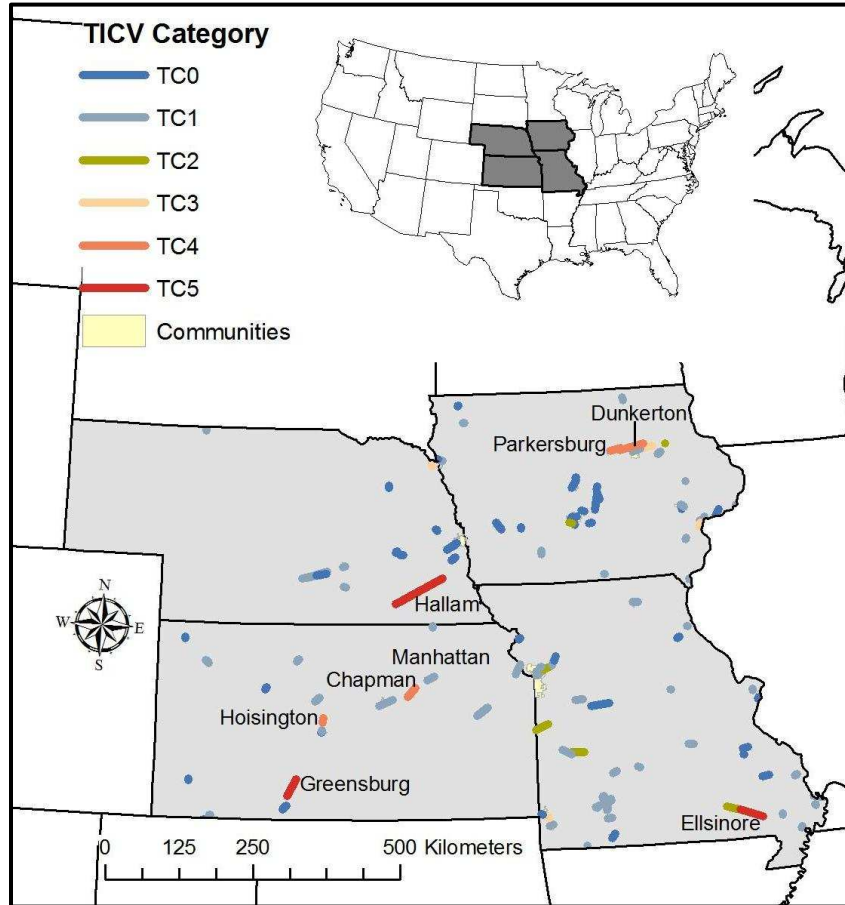 TICV Category
TC0
TC1
TC2
TC3
TC4
TC5
Communities
Dunkerton
Parkersburg
N
W E
S
Hallam
Manhattan
Chapman
Hoisington
Greensburg
Ellsinore
0 125 250 500 Kilometers